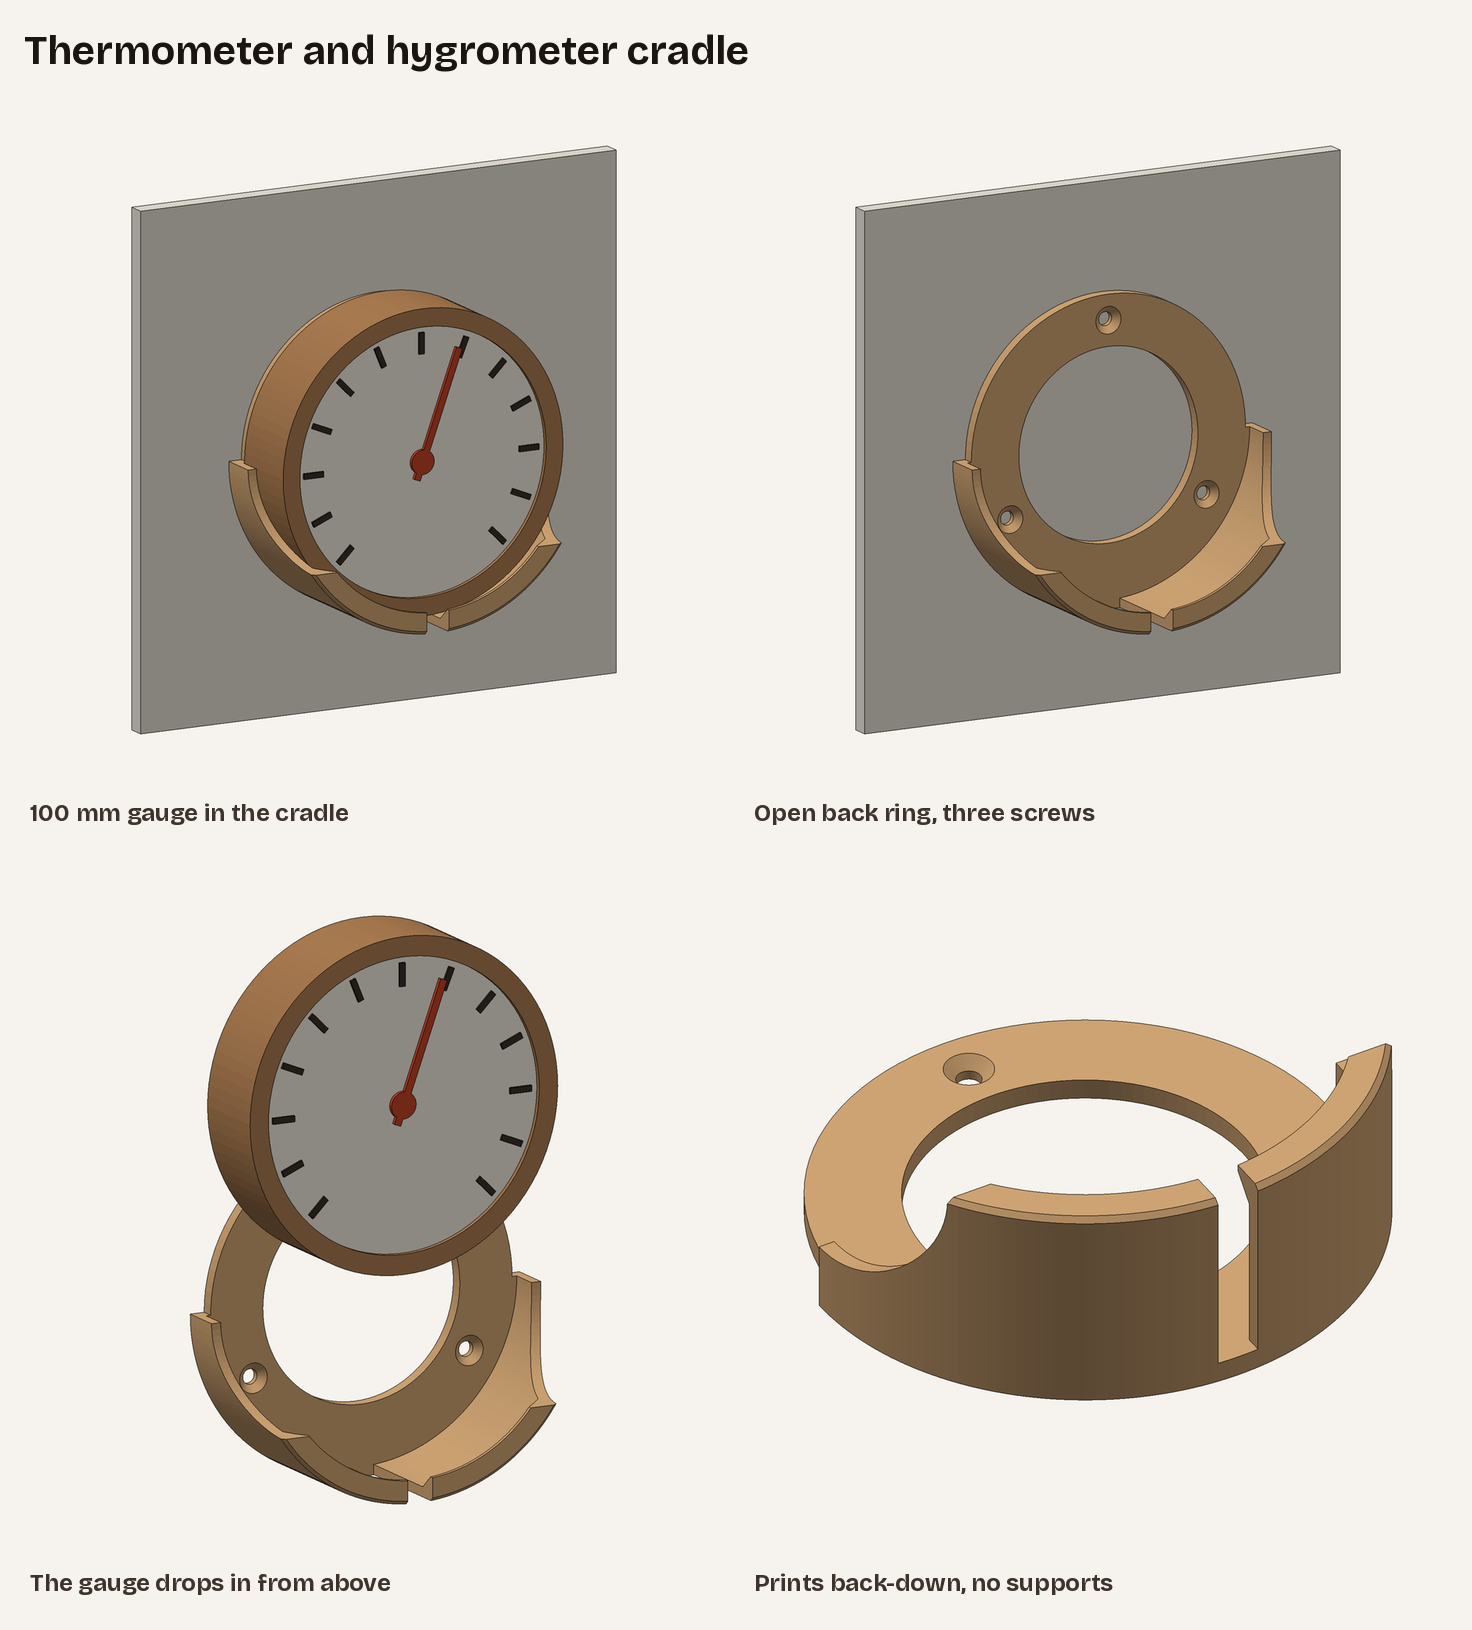 Thermometer and hygrometer cradle
100 mm gauge in the cradle
Open back ring, three screws
The gauge drops in from above
Prints back-down, no supports